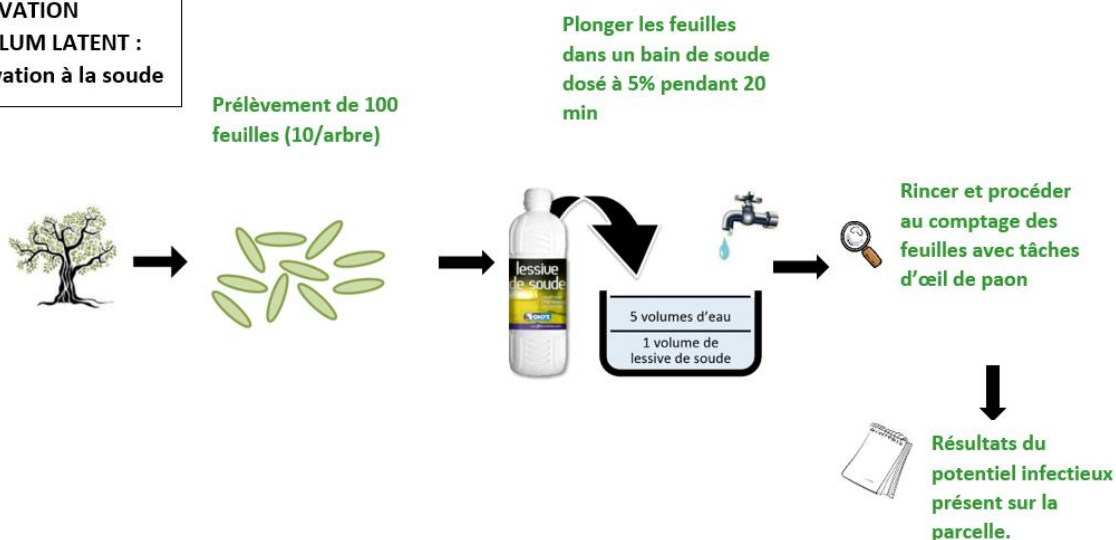 VATION
LUM LATENT :
vation à la soude
Prélèvement de 100
feuilles (10/arbre)
Plonger les feuilles
dans un bain de soude
dosé à 5% pendant 20
min
lessive
de soude
5 volumes d'eau
1 volume de
lessive de soude
Rincer et procéder
au comptage des
feuilles avec tâches
d'œil de paon
Résultats du
potentiel infectieux
présent sur la
parcelle.